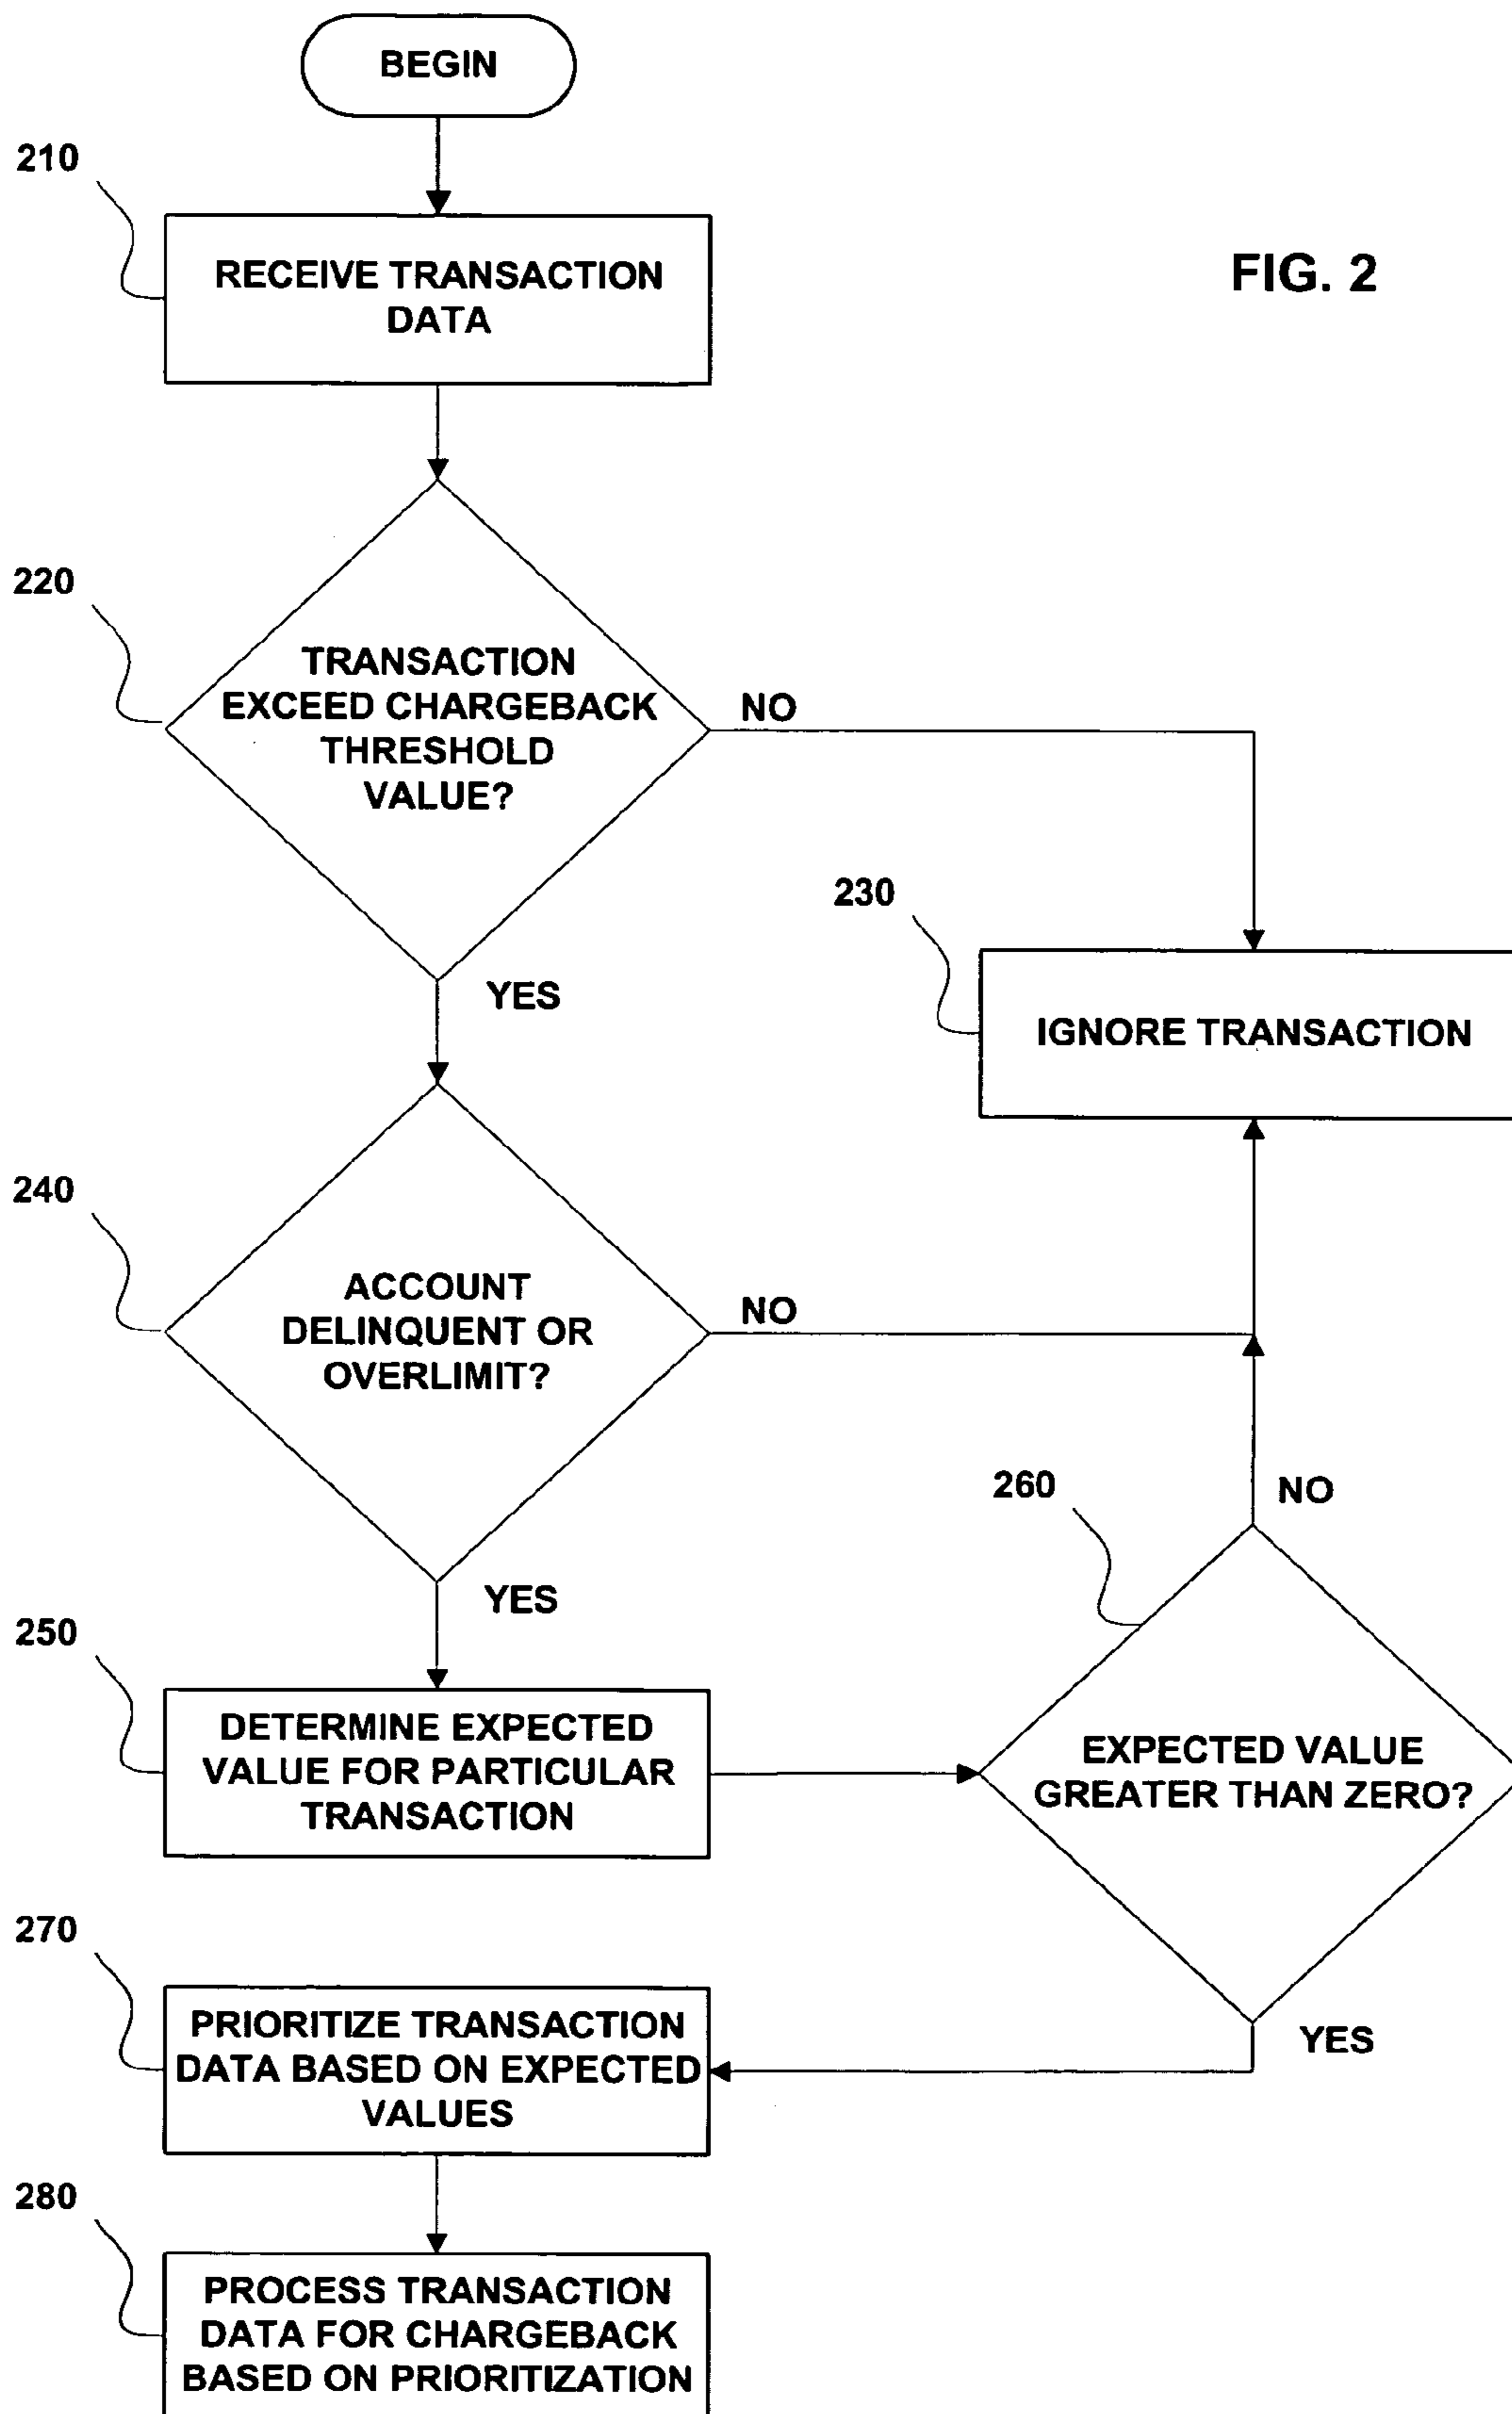 BEGIN
210
RECEIVE TRANSACTION
DATA
FIG. 2
220
TRANSACTION
EXCEED CHARGEBACK
THRESHOLD
VALUE?
NO
YES
230
IGNORE TRANSACTION
240
ACCOUNT
DELINQUENT OR
OVERLIMIT?
NO
YES
250
DETERMINE EXPECTED
VALUE FOR PARTICULAR
TRANSACTION
260
NO
EXPECTED VALUE
GREATER THAN ZERO?
YES
270
PRIORITIZE TRANSACTION
DATA BASED ON EXPECTED
VALUES
280
PROCESS TRANSACTION
DATA FOR CHARGEBACK
BASED ON PRIORITIZATION